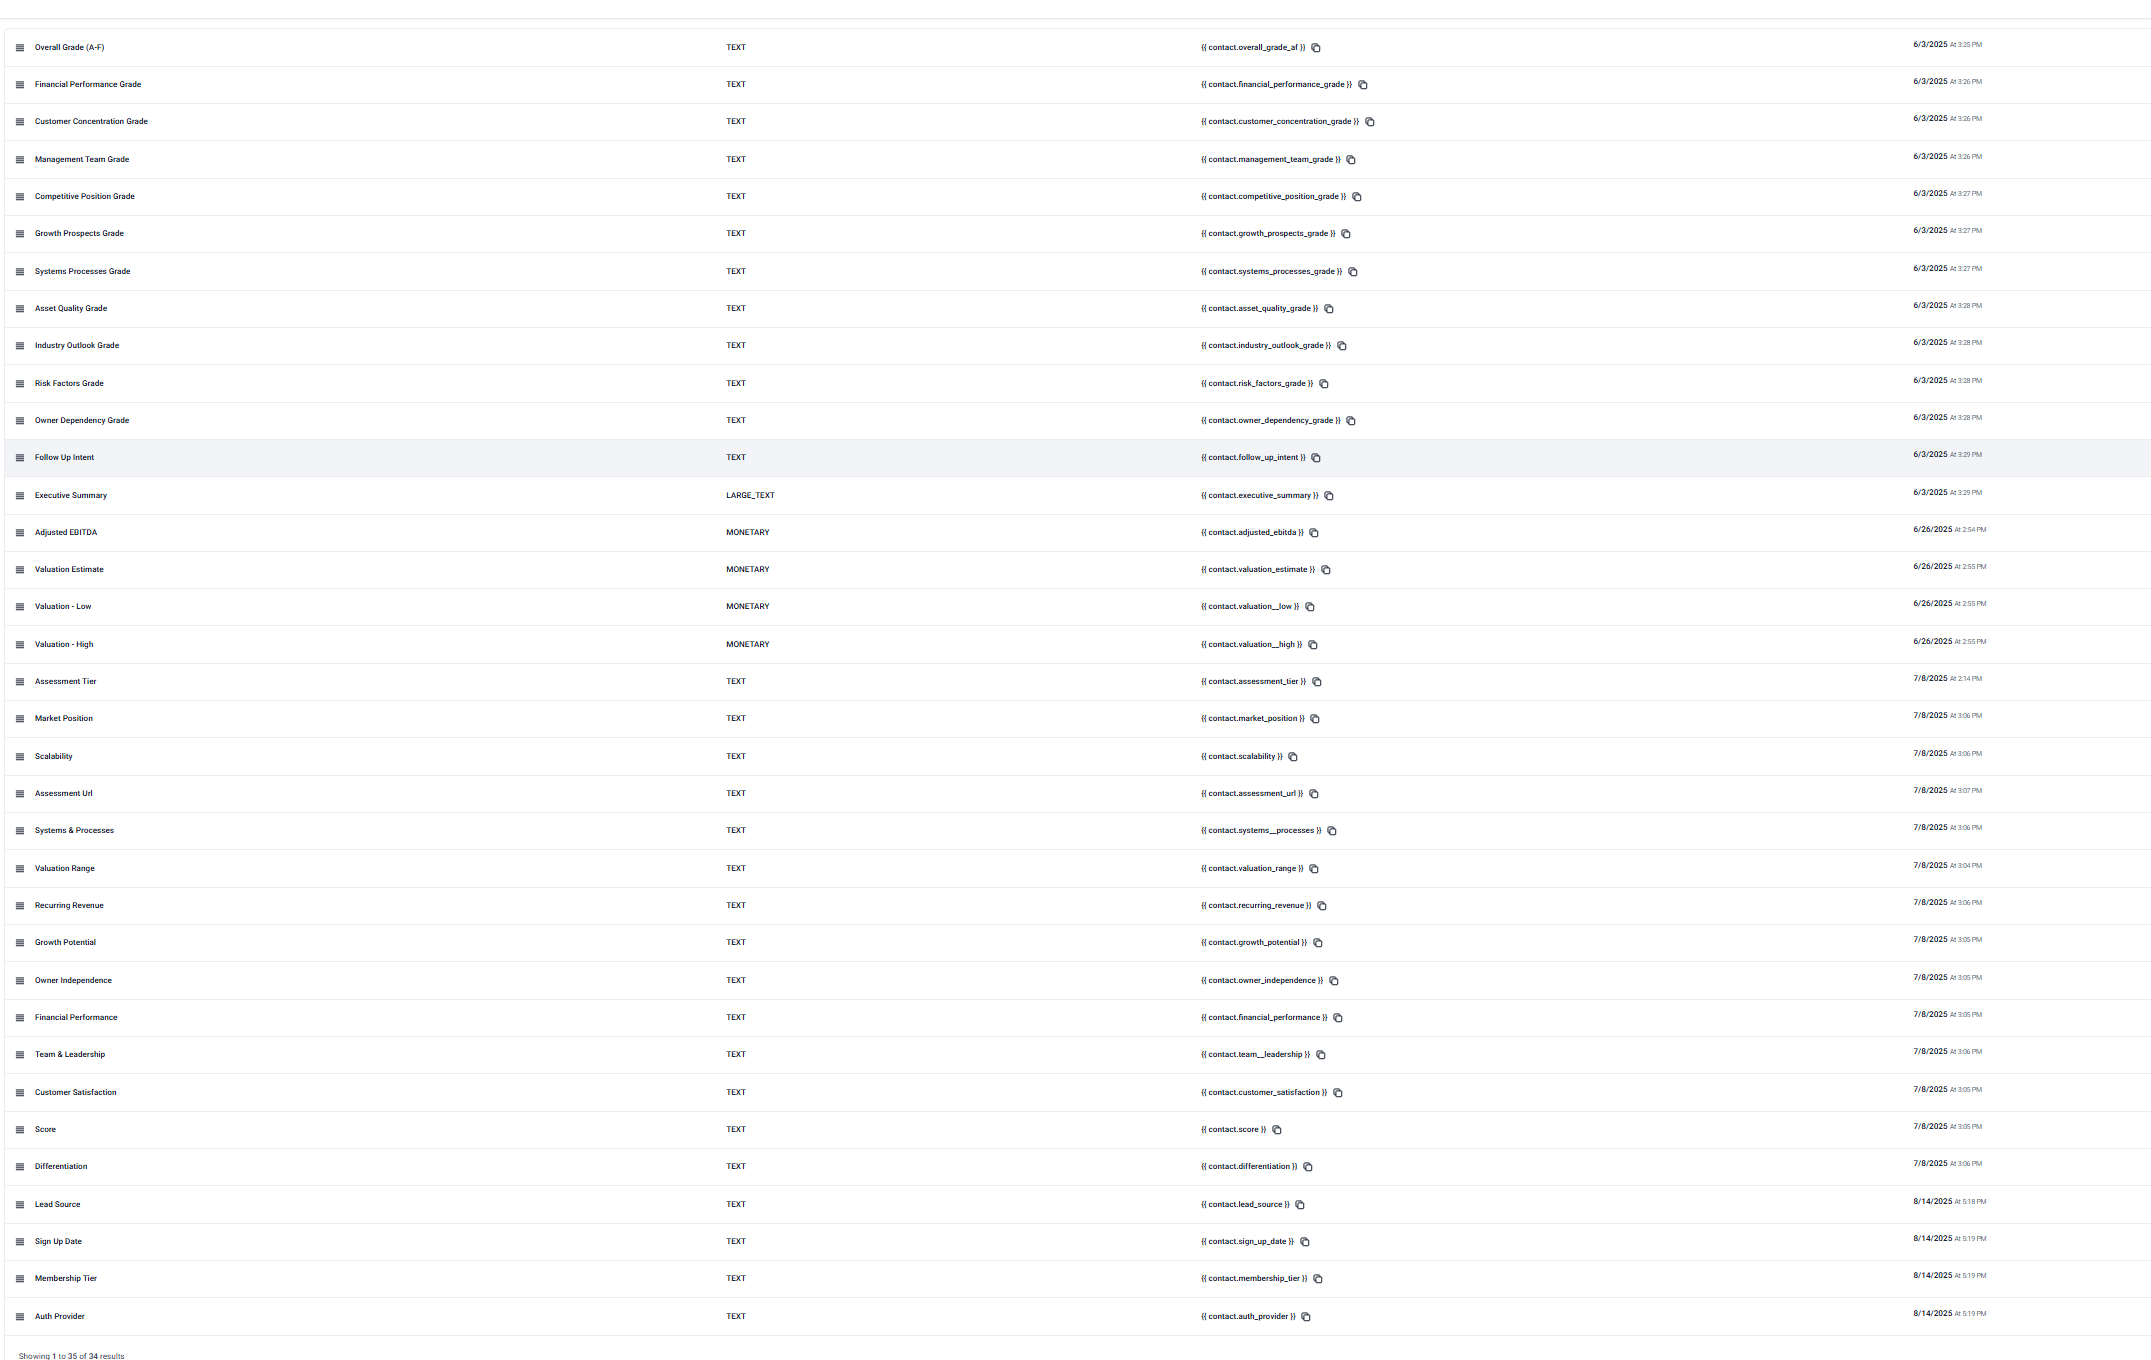 Overall Grade (A-F) TEXT {{ contact.overall_grade_af }} 6/3/2025 At 3:25 PM
Financial Performance Grade TEXT {{ contact.financial_performance_grade }} 6/3/2025 At 3:26 PM
Customer Concentration Grade TEXT {{ contact.customer_concentration_grade }} 6/3/2025 At 3:26 PM
Management Team Grade TEXT {{ contact.management_team_grade }} 6/3/2025 At 3:26 PM
Competitive Position Grade TEXT {{ contact.competitive_position_grade }} 6/3/2025 At 3:27 PM
Growth Prospects Grade TEXT {{ contact.growth_prospects_grade }} 6/3/2025 At 3:27 PM
Systems Processes Grade TEXT {{ contact.systems_processes_grade }} 6/3/2025 At 3:27 PM
Asset Quality Grade TEXT {{ contact.asset_quality_grade }} 6/3/2025 At 3:28 PM
Industry Outlook Grade TEXT {{ contact.industry_outlook_grade }} 6/3/2025 At 3:28 PM
Risk Factors Grade TEXT {{ contact.risk_factors_grade }} 6/3/2025 At 3:28 PM
Owner Dependency Grade TEXT {{ contact.owner_dependency_grade }} 6/3/2025 At 3:28 PM
Follow Up Intent TEXT {{ contact.follow_up_intent }} 6/3/2025 At 3:29 PM
Executive Summary LARGE_TEXT {{ contact.executive_summary }} 6/3/2025 At 3:29 PM
Adjusted EBITDA MONETARY {{ contact.adjusted_ebitda }} 6/26/2025 At 2:54 PM
Valuation Estimate MONETARY {{ contact.valuation_estimate }} 6/26/2025 At 2:55 PM
Valuation - Low MONETARY {{ contact.valuation__low }} 6/26/2025 At 2:55 PM
Valuation - High MONETARY {{ contact.valuation__high }} 6/26/2025 At 2:55 PM
Assessment Tier TEXT {{ contact.assessment_tier }} 7/8/2025 At 2:14 PM
Market Position TEXT {{ contact.market_position }} 7/8/2025 At 3:06 PM
Scalability TEXT {{ contact.scalability }} 7/8/2025 At 3:06 PM
Assessment Url TEXT {{ contact.assessment_url }} 7/8/2025 At 3:07 PM
Systems & Processes TEXT {{ contact.systems__processes }} 7/8/2025 At 3:06 PM
Valuation Range TEXT {{ contact.valuation_range }} 7/8/2025 At 3:04 PM
Recurring Revenue TEXT {{ contact.recurring_revenue }} 7/8/2025 At 3:06 PM
Growth Potential TEXT {{ contact.growth_potential }} 7/8/2025 At 3:05 PM
Owner Independence TEXT {{ contact.owner_independence }} 7/8/2025 At 3:05 PM
Financial Performance TEXT {{ contact.financial_performance }} 7/8/2025 At 3:05 PM
Team & Leadership TEXT {{ contact.team__leadership }} 7/8/2025 At 3:06 PM
Customer Satisfaction TEXT {{ contact.customer_satisfaction }} 7/8/2025 At 3:05 PM
Score TEXT {{ contact.score }} 7/8/2025 At 3:05 PM
Differentiation TEXT {{ contact.differentiation }} 7/8/2025 At 3:06 PM
Lead Source TEXT {{ contact.lead_source }} 8/14/2025 At 5:18 PM
Sign Up Date TEXT {{ contact.sign_up_date }} 8/14/2025 At 5:19 PM
Membership Tier TEXT {{ contact.membership_tier }} 8/14/2025 At 5:19 PM
Auth Provider TEXT {{ contact.auth_provider }} 8/14/2025 At 5:19 PM
Showing 1 to 35 of 34 results